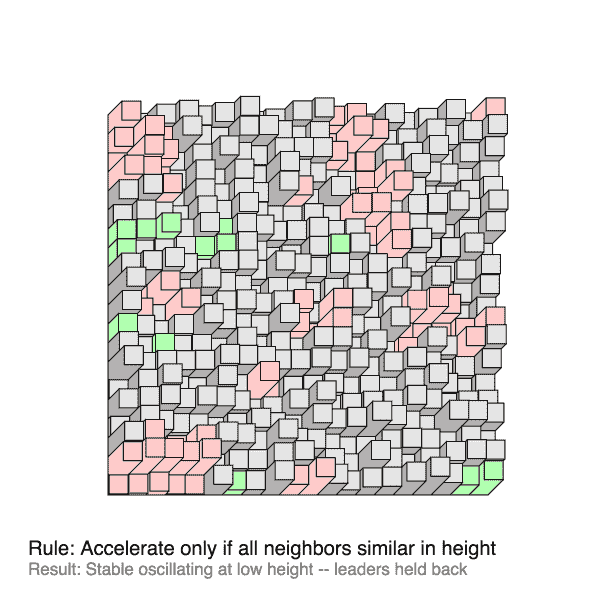 Rule: Accelerate only if all neighbors similar in height
Result: Stable oscillating at low height -- leaders held back